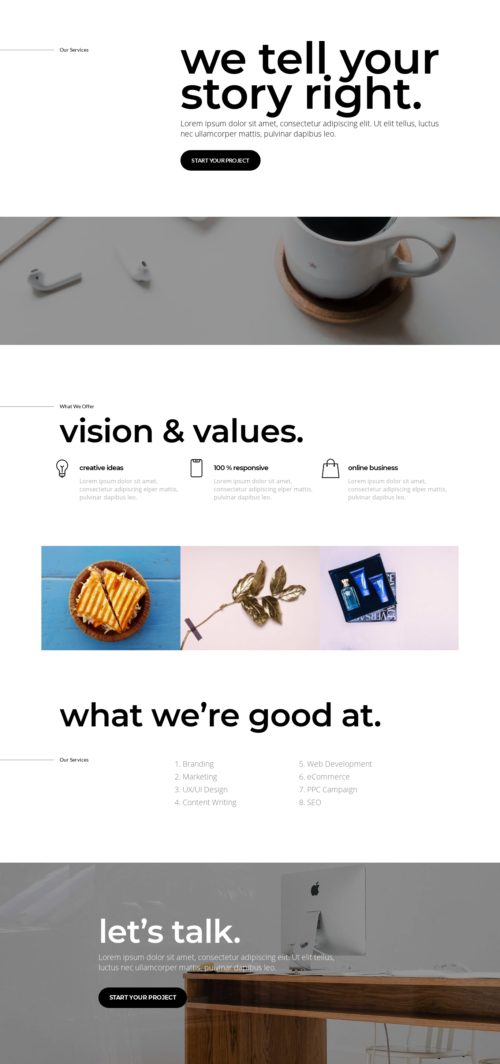 Our Services
we tell your
story right.
Lorem ipsum dolor sit amet, consectetur adipiscing elit. Ut elit tellus, luctus
nec ullamcorper mattis, pulvinar dapibus leo.
START YOUR PROJECT
What We Offer
vision & values.
creative ideas
Lorem ipsum dolor sit amet,
consectetur adipiscing elper mattis,
pulvinar dapibus leo.
100 % responsive
Lorem ipsum dolor sit amet,
consectetur adipiscing elper mattis,
pulvinar dapibus leo.
online business
Lorem ipsum dolor sit amet,
consectetur adipiscing elper mattis,
pulvinar dapibus leo.
what we're good at.
Our Services
1. Branding
2. Marketing
3. UX/UI Design
4. Content Writing
5. Web Development
6. eCommerce
7. PPC Campaign
8. SEO
let's talk.
Lorem ipsum dolor sit amet, consectetur adipiscing elit. Ut elit tellus,
luctus nec ullamcorper mattis, pulvinar dapibus leo.
START YOUR PROJECT